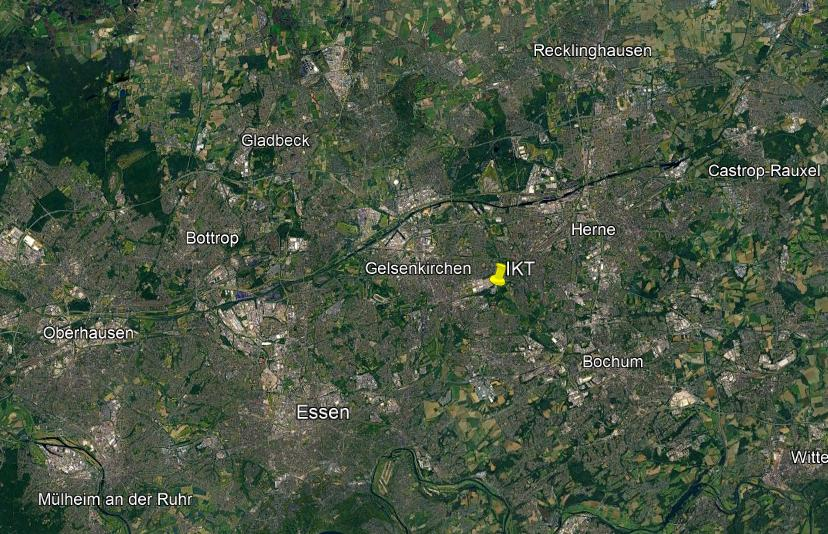 Recklinghausen
Gladbeck
Castrop-Rauxel
Herne
Bottrop
Gelsenkirchen
IKT
Oberhausen
Bochum
Essen
Witte
Mülheim an der Ruhr